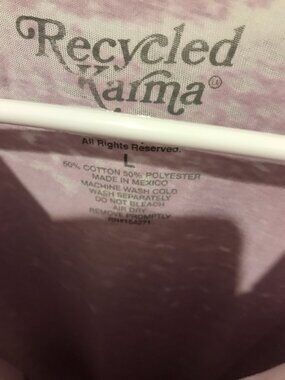 Recycled
Karma
LA
All Rights Reserved.
L
50% COTTON 50% POLYESTER
MADE IN MEXICO
MACHINE WASH COLD
WASH SEPARATELY
DO NOT BLEACH
AIR DRY
REMOVE PROMPTLY